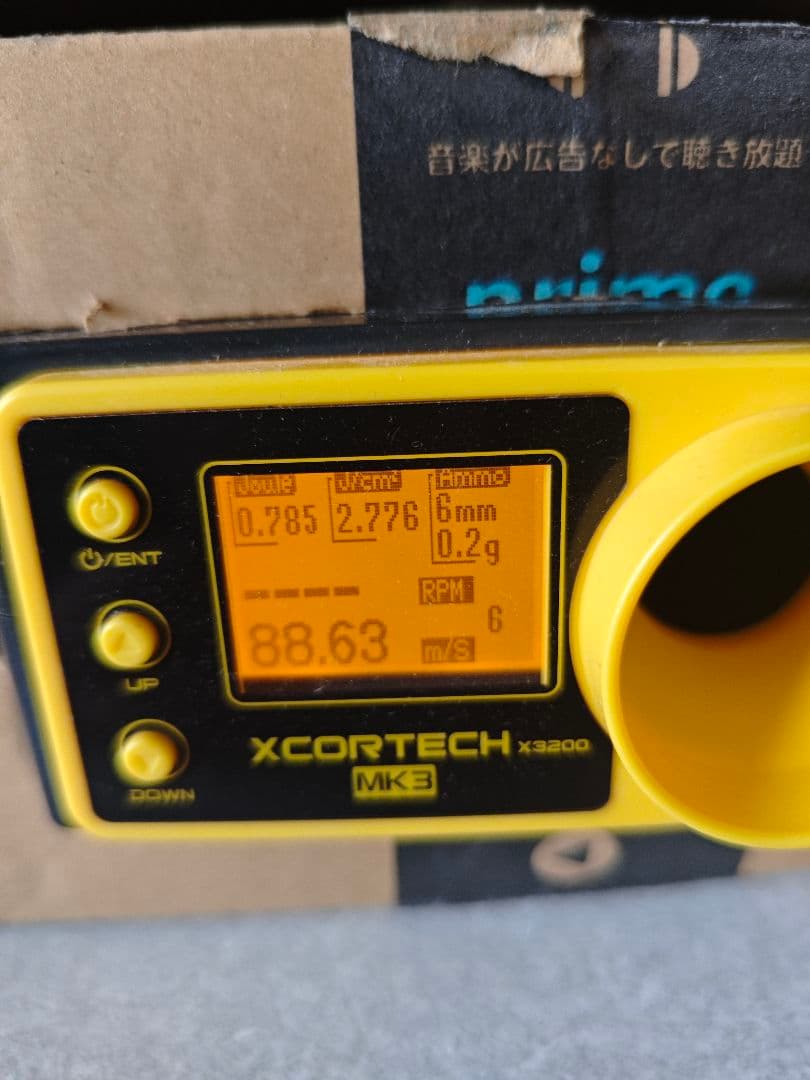 音楽が広告なしで聴き放題
prime
Joule
J/cm²
Ammo
0.785
2.776
6mm
0.2g
----
RPM
6
88.63
m/S
⏻/ENT
UP
DOWN
XCORTECH X3200
MK3